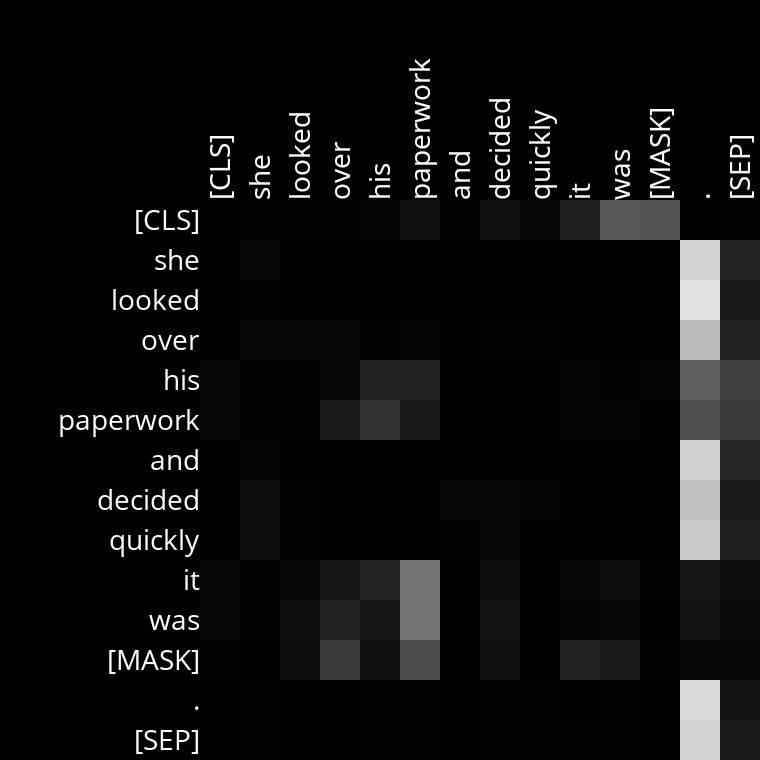 [CLS]
she
looked
over
his
paperwork
and
decided
quickly
it
was
[MASK]
.
[SEP]
[CLS]
she
looked
over
his
paperwork
and
decided
quickly
it
was
[MASK]
.
[SEP]